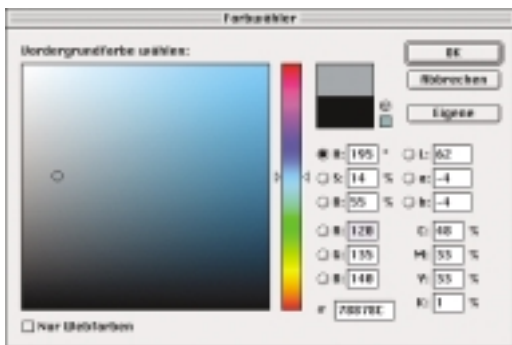 Farbwähler
Vordergrundfarbe wählen:
OK
Abbrechen
Eigene
H: 195 °
S: 14 %
B: 55 %
R: 120
G: 135
B: 140
# 78878C
L: 62
a: -4
b: -4
C: 48 %
M: 33 %
Y: 33 %
K: 1 %
Nur Webfarben